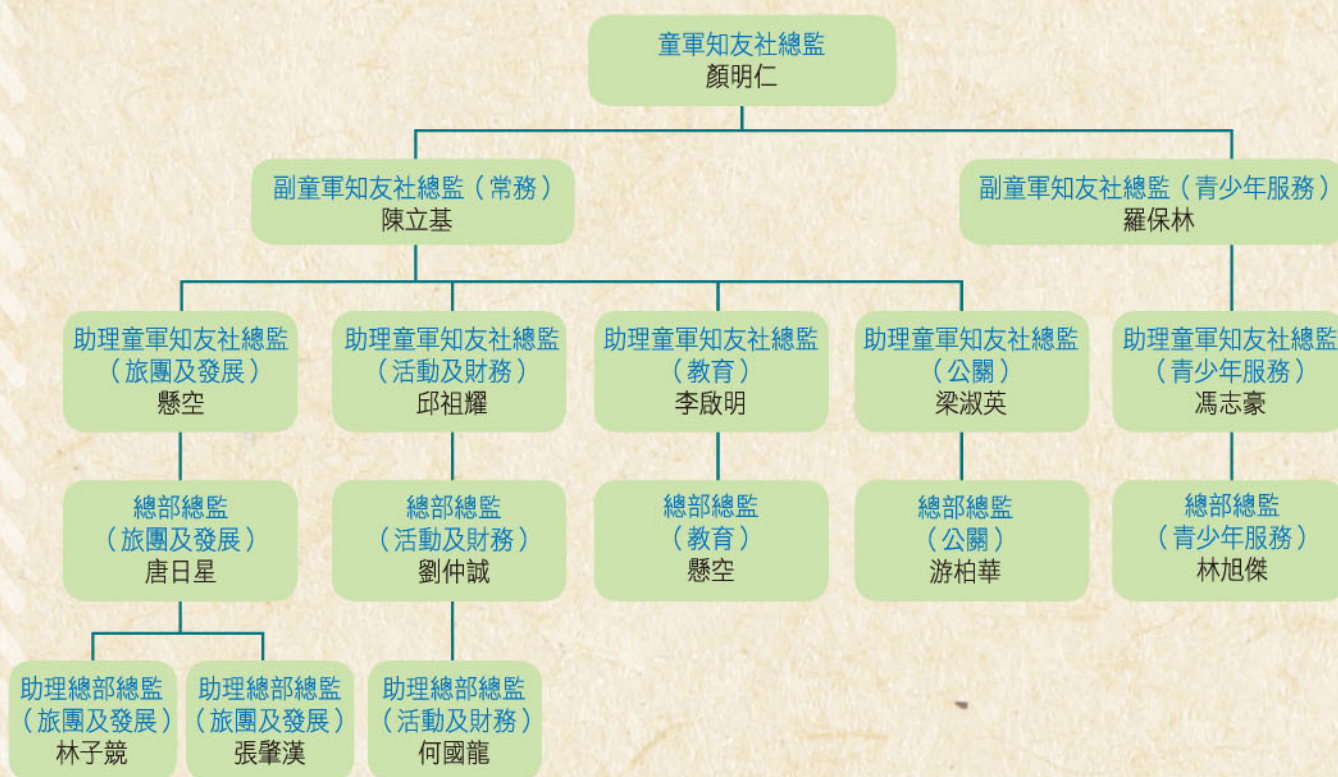 童軍知友社總監
顏明仁
副童軍知友社總監（常務）
陳立基
副童軍知友社總監（青少年服務）
羅保林
助理童軍知友社總監
（旅團及發展）
懸空
助理童軍知友社總監
（活動及財務）
邱祖耀
助理童軍知友社總監
（教育）
李啟明
助理童軍知友社總監
（公關）
梁淑英
助理童軍知友社總監
（青少年服務）
馮志豪
總部總監
（旅團及發展）
唐日星
總部總監
（活動及財務）
劉仲誠
總部總監
（教育）
懸空
總部總監
（公關）
游柏華
總部總監
（青少年服務）
林旭傑
助理總部總監
（旅團及發展）
林子競
助理總部總監
（旅團及發展）
張肇漢
助理總部總監
（活動及財務）
何國龍